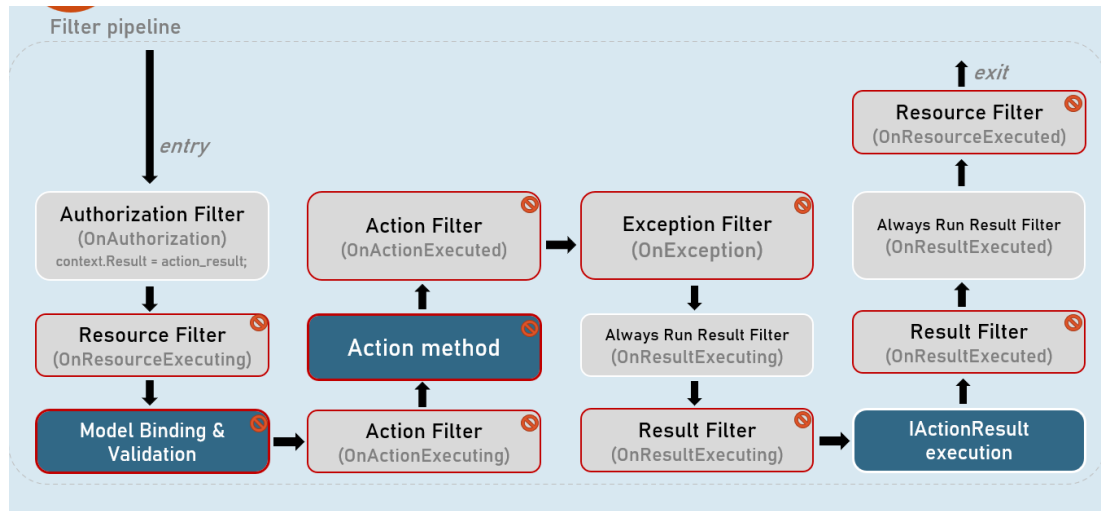 Filter pipeline
entry
Authorization Filter
(OnAuthorization)
context.Result = action_result;
Resource Filter
(OnResourceExecuting)
Model Binding &
Validation
Action Filter
(OnActionExecuting)
Action method
Action Filter
(OnActionExecuted)
Exception Filter
(OnException)
Always Run Result Filter
(OnResultExecuting)
Result Filter
(OnResultExecuting)
IActionResult
execution
Result Filter
(OnResultExecuted)
Always Run Result Filter
(OnResultExecuted)
Resource Filter
(OnResourceExecuted)
exit